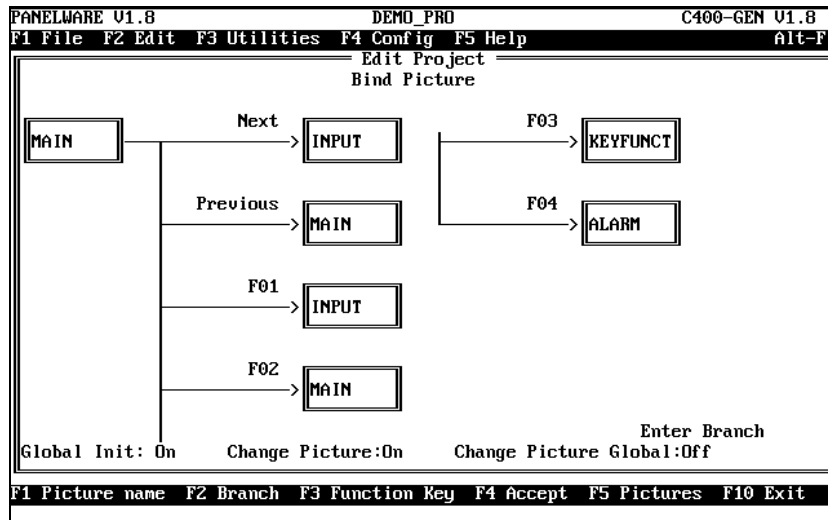 PANELWARE V1.8 DEMO_PRO C400-GEN V1.8
F1 File F2 Edit F3 Utilities F4 Config F5 Help Alt-F
Edit Project
Bind Picture
Next F03
MAIN INPUT KEYFUNCT
Previous F04
MAIN ALARM
F01
INPUT
F02
MAIN
Enter Branch
Global Init: On Change Picture:On Change Picture Global:Off
F1 Picture name F2 Branch F3 Function Key F4 Accept F5 Pictures F10 Exit